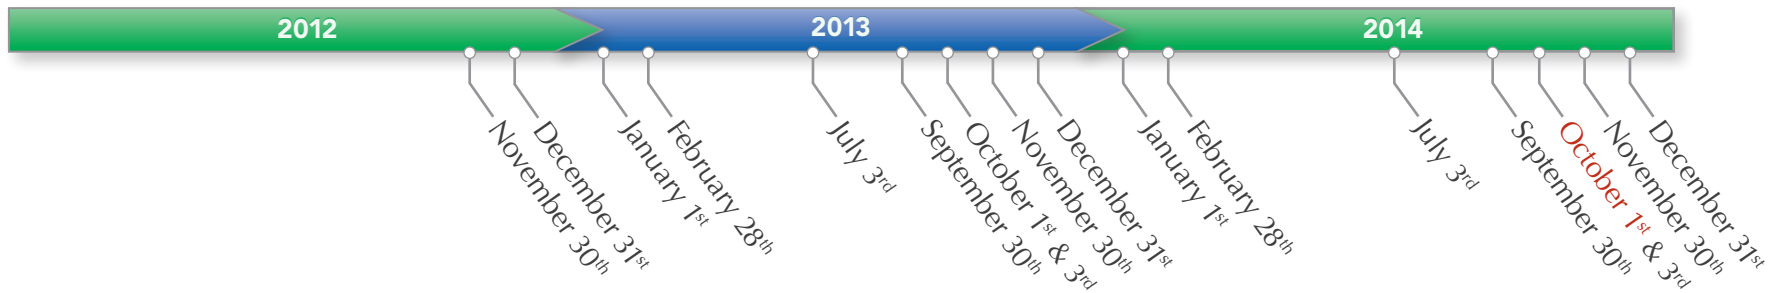 2012
2013
2014
November 30th
December 31st
January 1st
February 28th
July 3rd
September 30th
October 1st & 3rd
November 30th
December 31st
January 1st
February 28th
July 3rd
September 30th
October 1st & 3rd
November 30th
December 31st